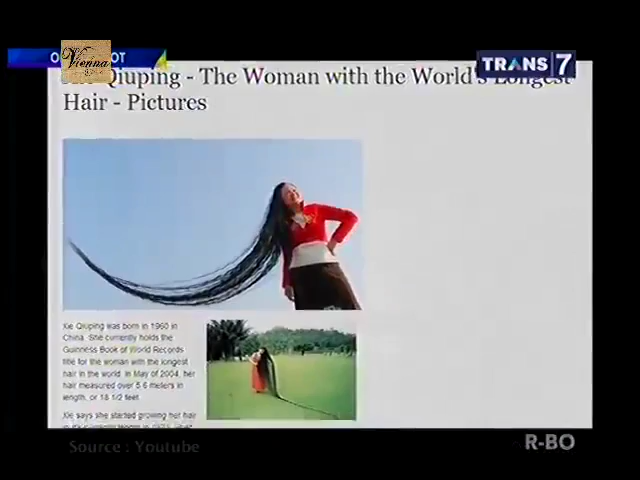 Vienna
TRANS 7
Qiuping - The Woman with the World's Longest
Hair - Pictures
Xie Qiuping was born in 1960 in
China. She currently holds the
Guinness Book of World Records
title for the woman with the longest
hair in the world. In May of 2004, her
hair measured over 5.6 meters in
length, or 18 1/2 feet.
Xie says she started growing her hair
Source : Youtube
R-BO